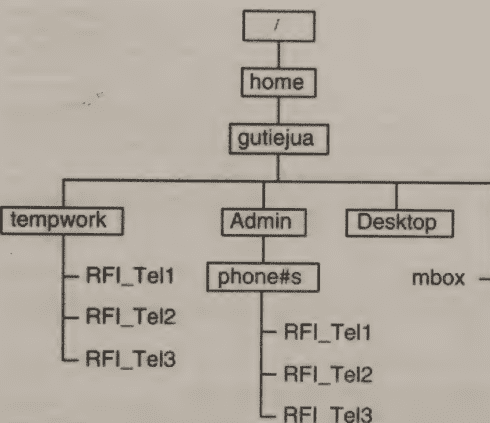 /
home
gutiejua
tempwork Admin Desktop
RFI_Tel1
RFI_Tel2
RFI_Tel3
phone#s
RFI_Tel1
RFI_Tel2
RFI_Tel3
mbox